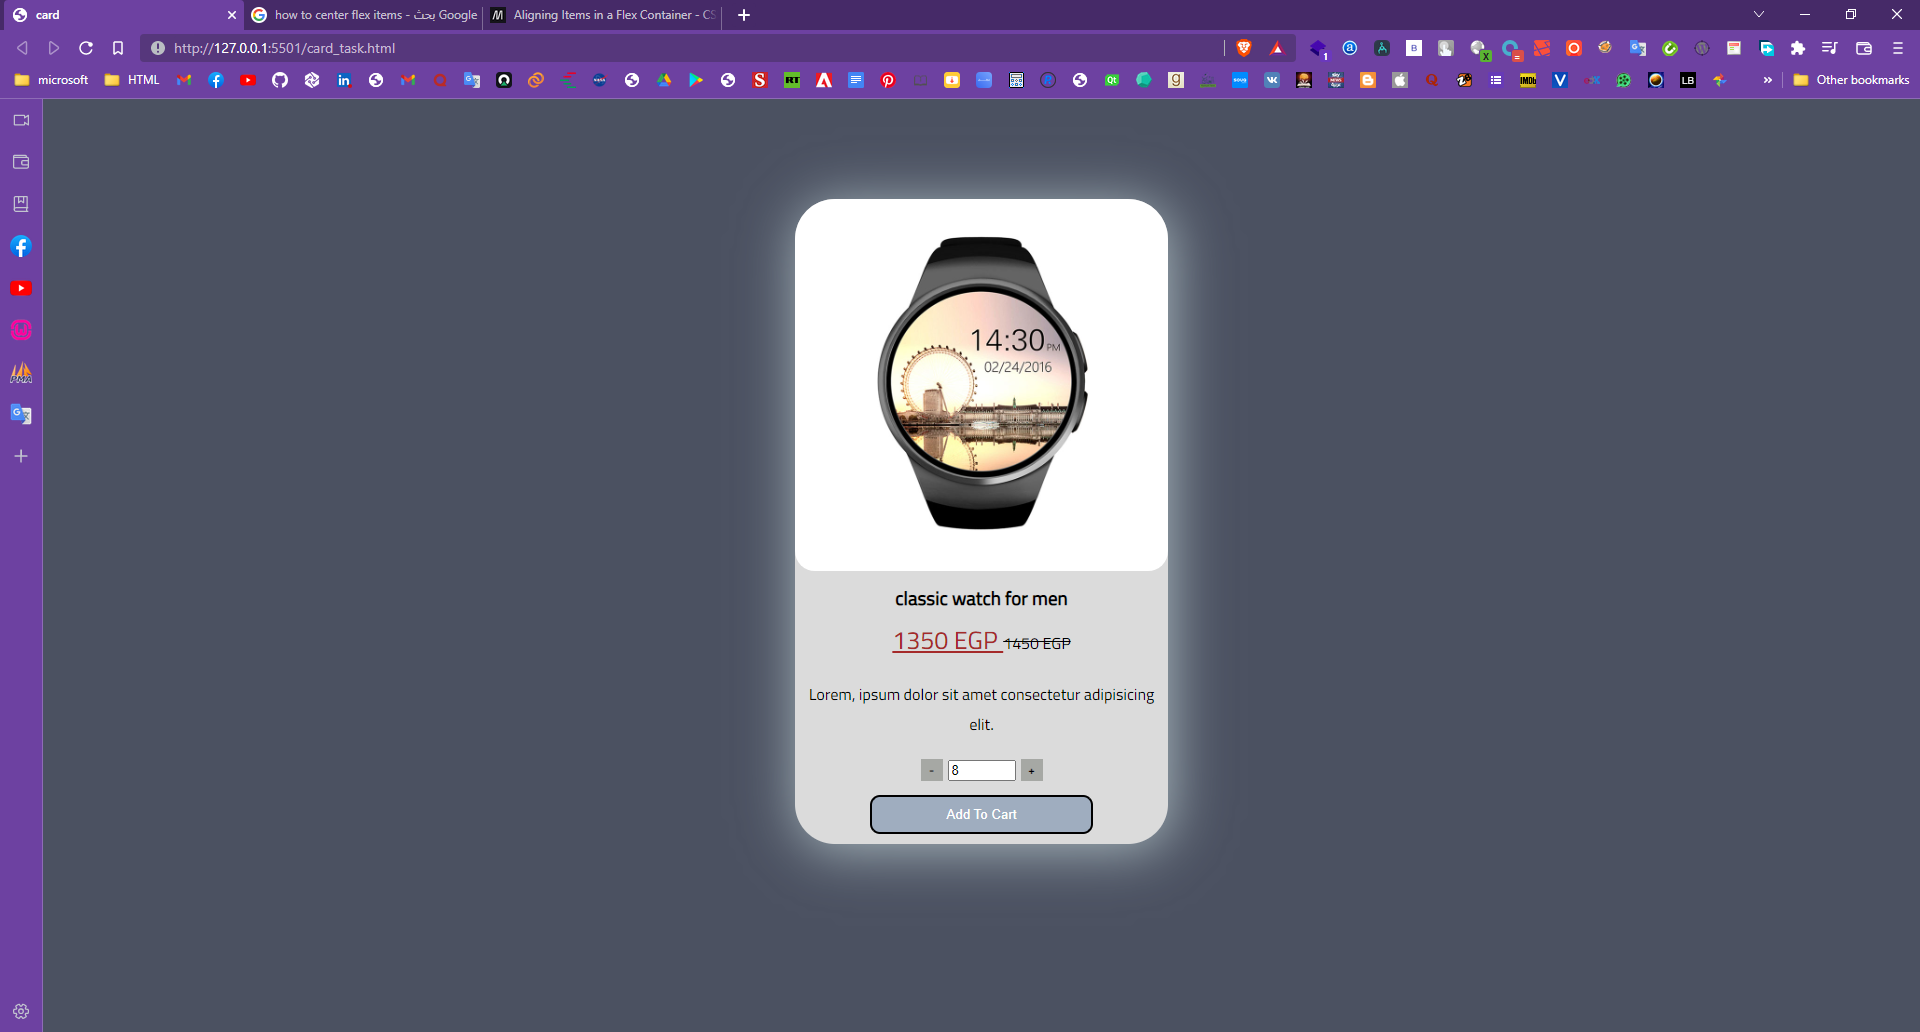 card
how to center flex items - بحث Google
Aligning Items in a Flex Container - CS
http://127.0.0.1:5501/card_task.html
microsoft
HTML
Other bookmarks
14:30 PM
02/24/2016
classic watch for men
1350 EGP 1450 EGP
Lorem, ipsum dolor sit amet consectetur adipisicing
elit.
- 8 +
Add To Cart